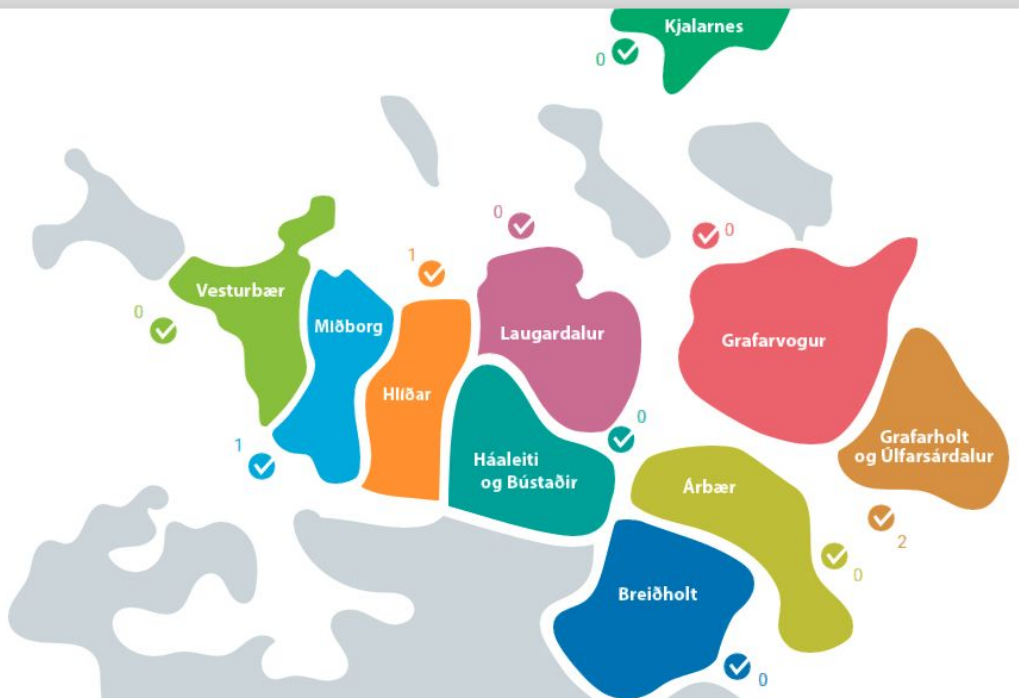 Kjalarnes
0
0
0
1
Vesturbær
Miðborg
0
Laugardalur
Grafarvogur
Hlíðar
0
Grafarholt
og Úlfarsárdalur
1
Háaleiti
og Bústaðir
Árbær
2
0
Breiðholt
0